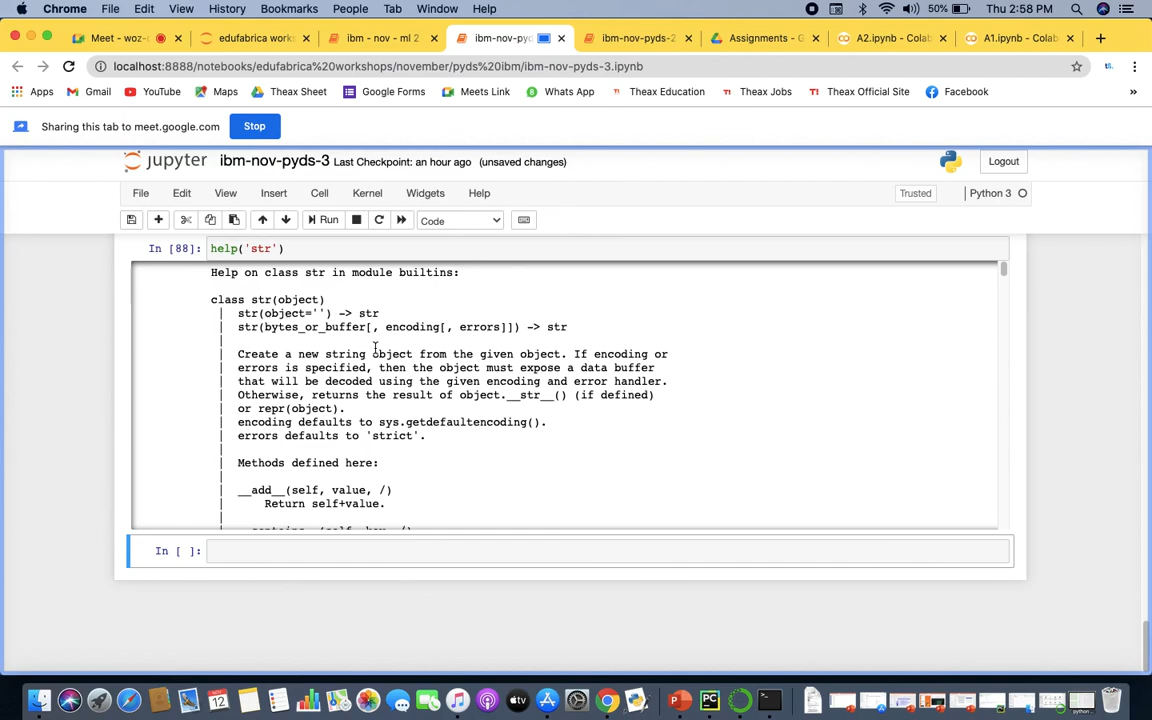 Chrome File Edit View History Bookmarks People Tab Window Help 50% Thu 2:58 PM
Meet - woz- edufabrica works ibm - nov - ml 2 ibm-nov-pyd ibm-nov-pyds-2 Assignments - G A2.ipynb - Colab A1.ipynb - Colab
localhost:8888/notebooks/edufabrica%20workshops/november/pyds%20ibm/ibm-nov-pyds-3.ipynb
Apps Gmail YouTube Maps Theax Sheet Google Forms Meets Link Whats App Theax Education Theax Jobs Theax Official Site Facebook »
Sharing this tab to meet.google.com Stop
jupyter ibm-nov-pyds-3 Last Checkpoint: an hour ago (unsaved changes) Logout
File Edit View Insert Cell Kernel Widgets Help Trusted Python 3
Run Code
In [88]: help('str')
Help on class str in module builtins:
class str(object)
| str(object='') -> str
| str(bytes_or_buffer[, encoding[, errors]]) -> str
|
| Create a new string object from the given object. If encoding or
| errors is specified, then the object must expose a data buffer
| that will be decoded using the given encoding and error handler.
| Otherwise, returns the result of object.__str__() (if defined)
| or repr(object).
| encoding defaults to sys.getdefaultencoding().
| errors defaults to 'strict'.
|
| Methods defined here:
|
| __add__(self, value, /)
| Return self+value.
|
In [ ]:
NOV 12